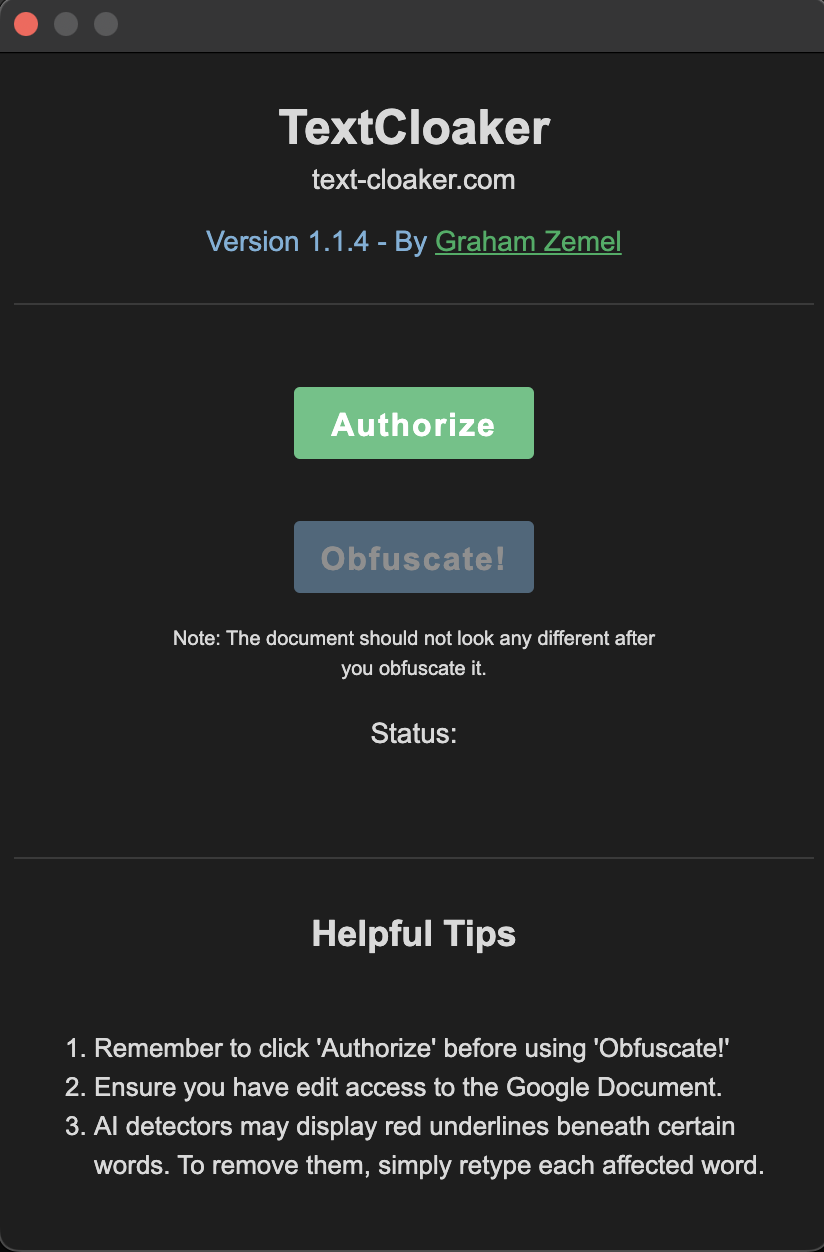 TextCloaker
text-cloaker.com
Version 1.1.4 - By Graham Zemel
Authorize
Obfuscate!
Note: The document should not look any different after
you obfuscate it.
Status:
Helpful Tips
1. Remember to click 'Authorize' before using 'Obfuscate!'
2. Ensure you have edit access to the Google Document.
3. AI detectors may display red underlines beneath certain
words. To remove them, simply retype each affected word.